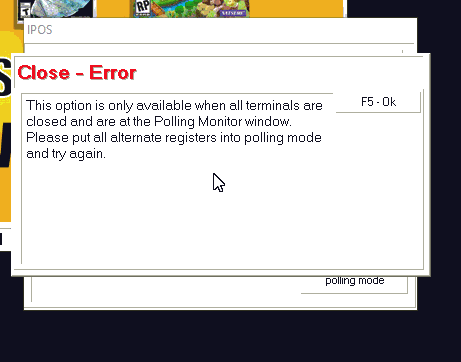 RP
IPOS
Close - Error
This option is only available when all terminals are
closed and are at the Polling Monitor window.
Please put all alternate registers into polling mode
and try again.
F5 - Ok
polling mode